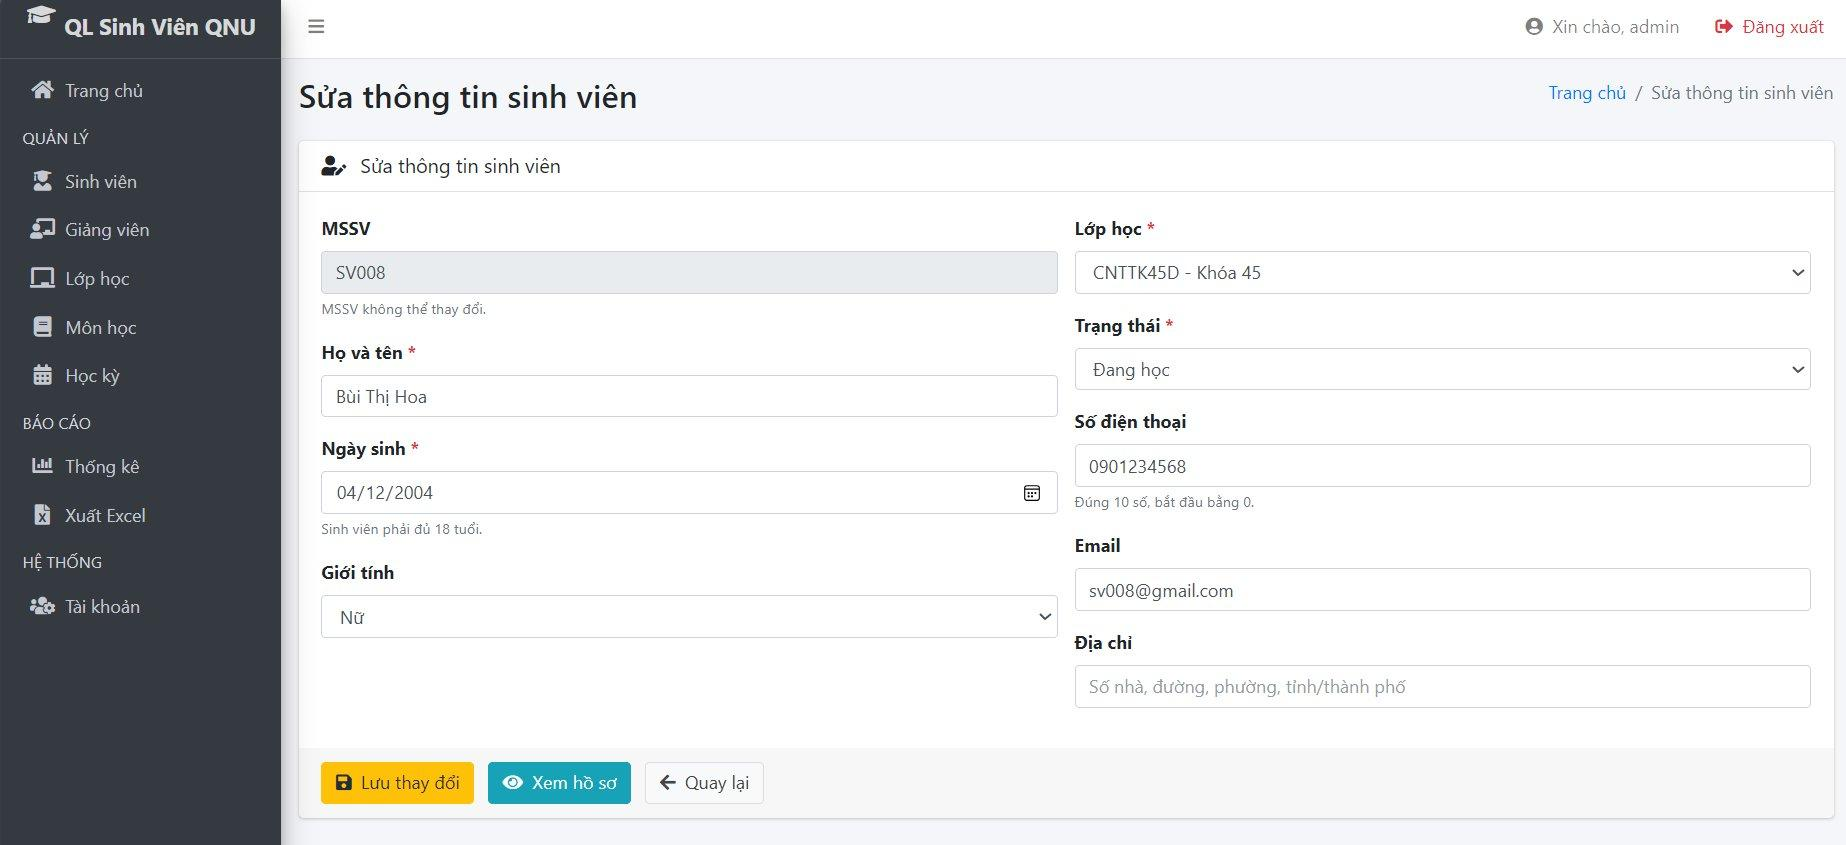 QL Sinh Viên QNU
Xin chào, admin
Đăng xuất
Trang chủ
QUẢN LÝ
Sinh viên
Giảng viên
Lớp học
Môn học
Học kỳ
BÁO CÁO
Thống kê
Xuất Excel
HỆ THỐNG
Tài khoản
Sửa thông tin sinh viên
Trang chủ / Sửa thông tin sinh viên
Sửa thông tin sinh viên
MSSV
SV008
MSSV không thể thay đổi.
Họ và tên *
Bùi Thị Hoa
Ngày sinh *
04/12/2004
Sinh viên phải đủ 18 tuổi.
Giới tính
Nữ
Lớp học *
CNTTK45D - Khóa 45
Trạng thái *
Đang học
Số điện thoại
0901234568
Đúng 10 số, bắt đầu bằng 0.
Email
sv008@gmail.com
Địa chỉ
Số nhà, đường, phường, tỉnh/thành phố
Lưu thay đổi
Xem hồ sơ
Quay lại